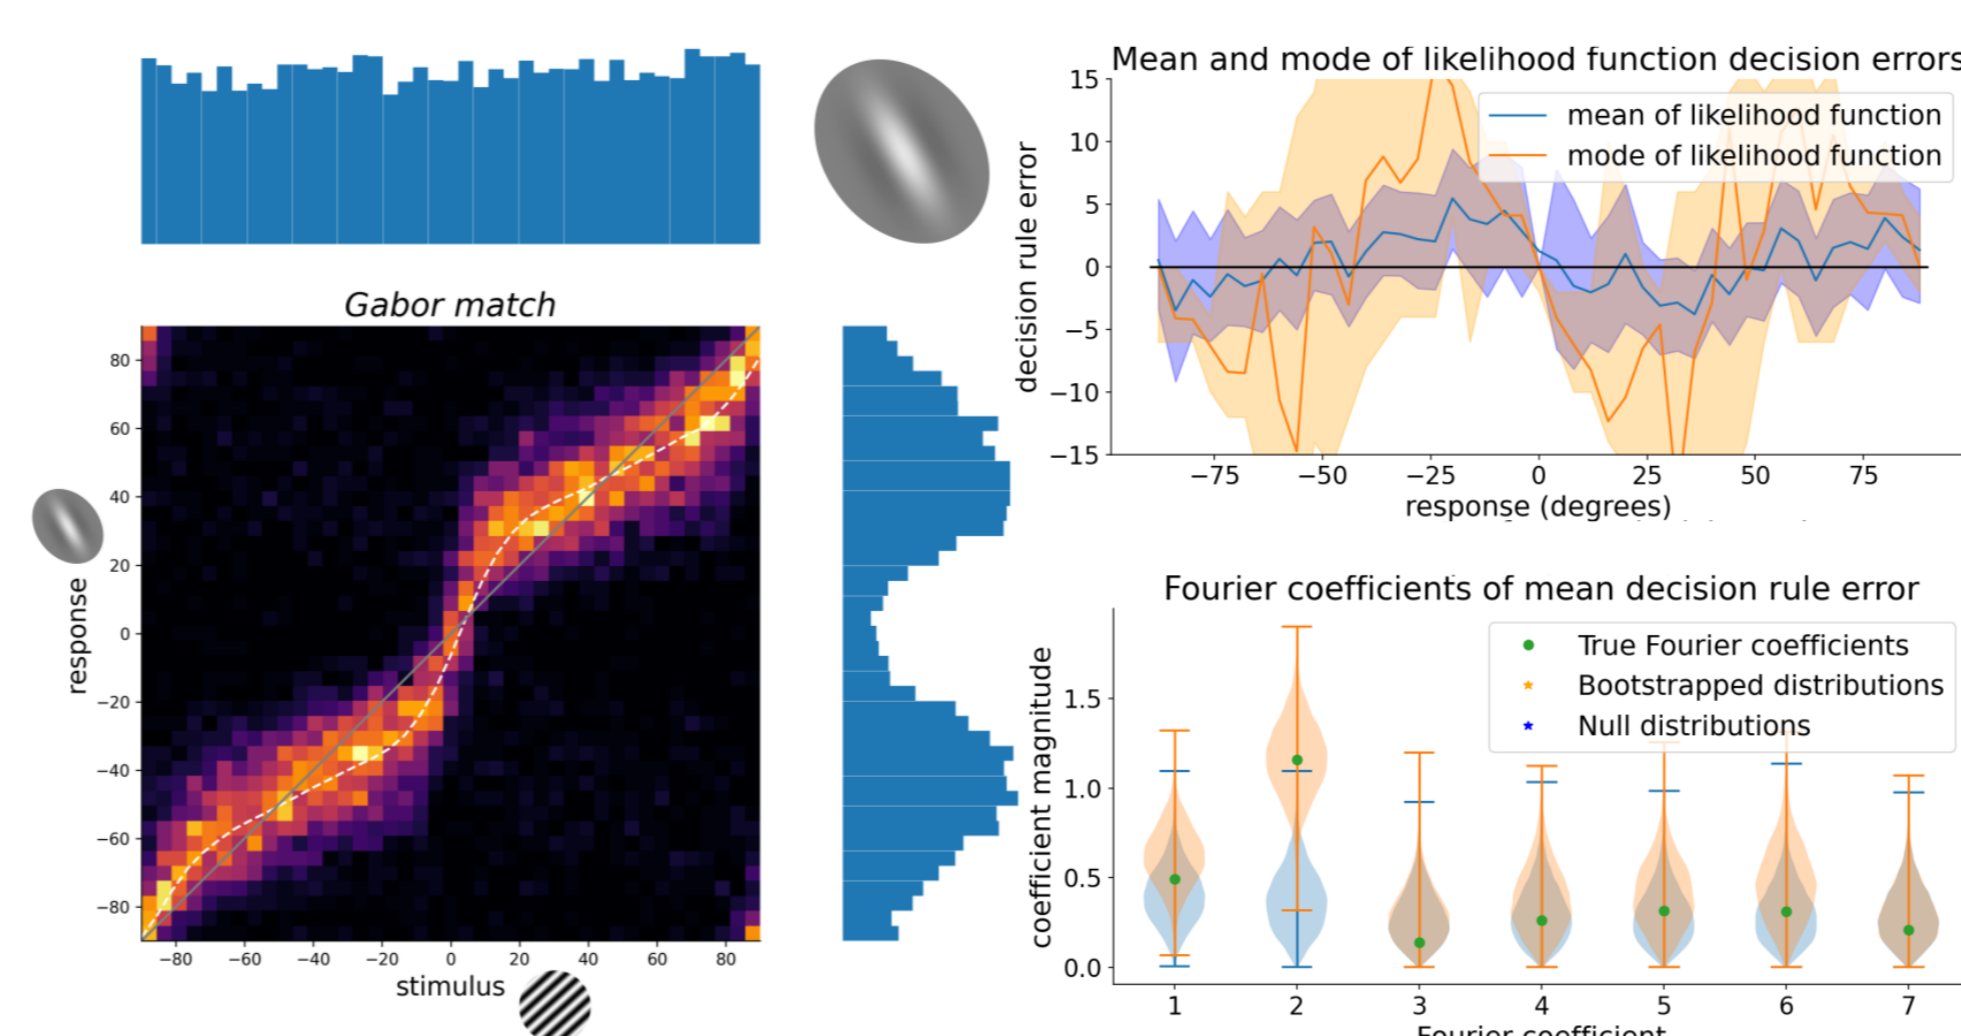 Gabor match
80
60
40
20
0
−20
−40
−60
−80
response
−80 −60 −40 −20 0 20 40 60 80
stimulus
Mean and mode of likelihood function decision errors
mean of likelihood function
mode of likelihood function
15
10
5
0
−5
−10
−15
decision rule error
−75 −50 −25 0 25 50 75
response (degrees)
Fourier coefficients of mean decision rule error
True Fourier coefficients
Bootstrapped distributions
Null distributions
1.5
1.0
0.5
0.0
coefficient magnitude
1 2 3 4 5 6 7
Fourier coefficient